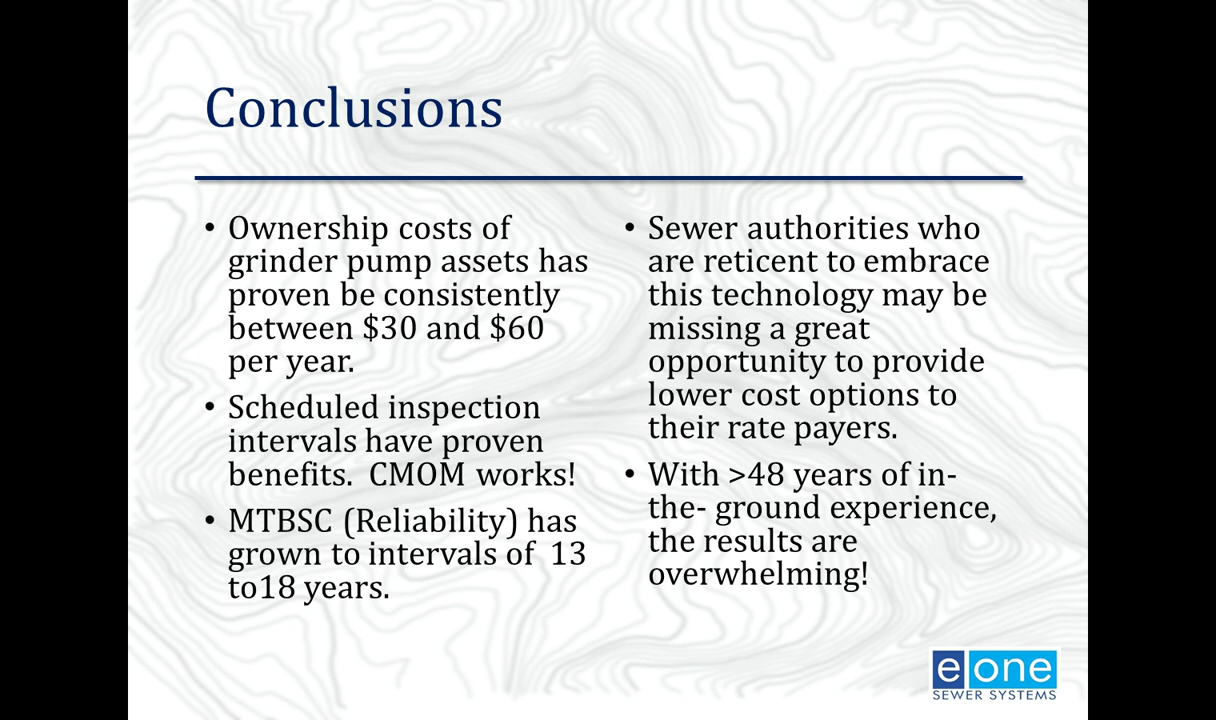 Conclusions
• Ownership costs of
grinder pump assets has
proven be consistently
between $30 and $60
per year.
• Scheduled inspection
intervals have proven
benefits.  CMOM works!
• MTBSC (Reliability) has
grown to intervals of  13
to18 years.
• Sewer authorities who
are reticent to embrace
this technology may be
missing a great
opportunity to provide
lower cost options to
their rate payers.
• With >48 years of in-
the- ground experience,
the results are
overwhelming!
e|one
SEWER SYSTEMS